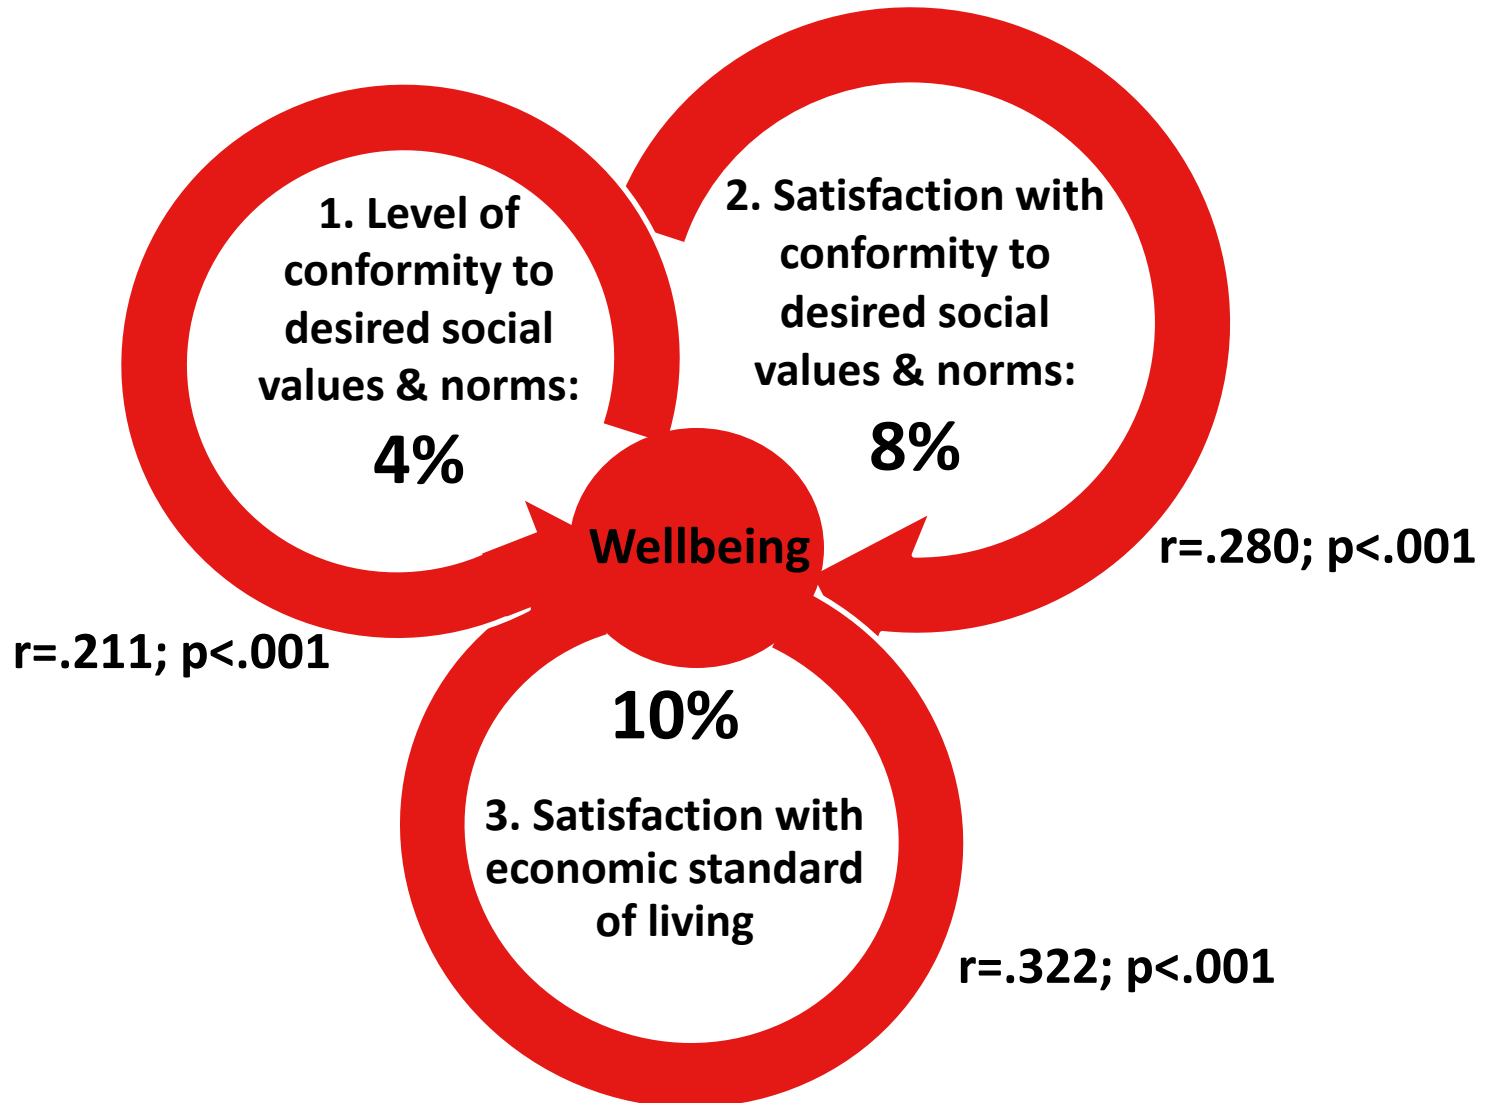 1. Level of
conformity to
desired social
values & norms:
4%
r=.211; p<.001
2. Satisfaction with
conformity to
desired social
values & norms:
8%
r=.280; p<.001
Wellbeing
10%
3. Satisfaction with
economic standard
of living
r=.322; p<.001